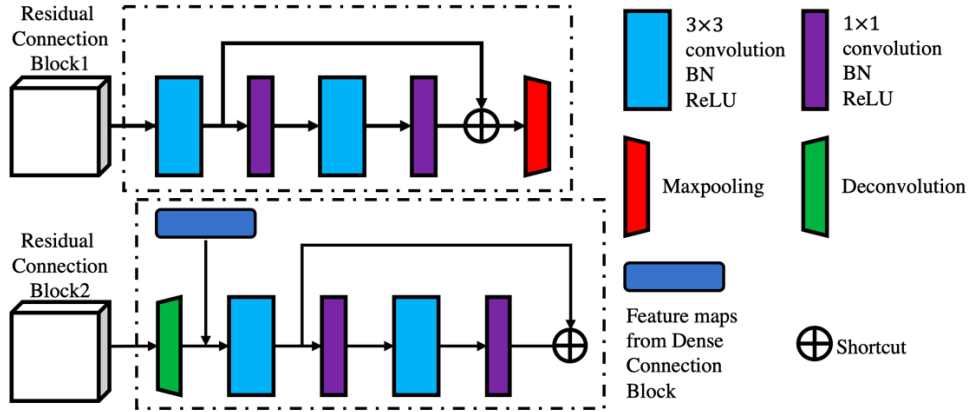 Residual
Connection
Block1
3×3
convolution
BN
ReLU
1×1
convolution
BN
ReLU
Maxpooling
Deconvolution
Residual
Connection
Block2
Feature maps
from Dense
Connection
Block
Shortcut